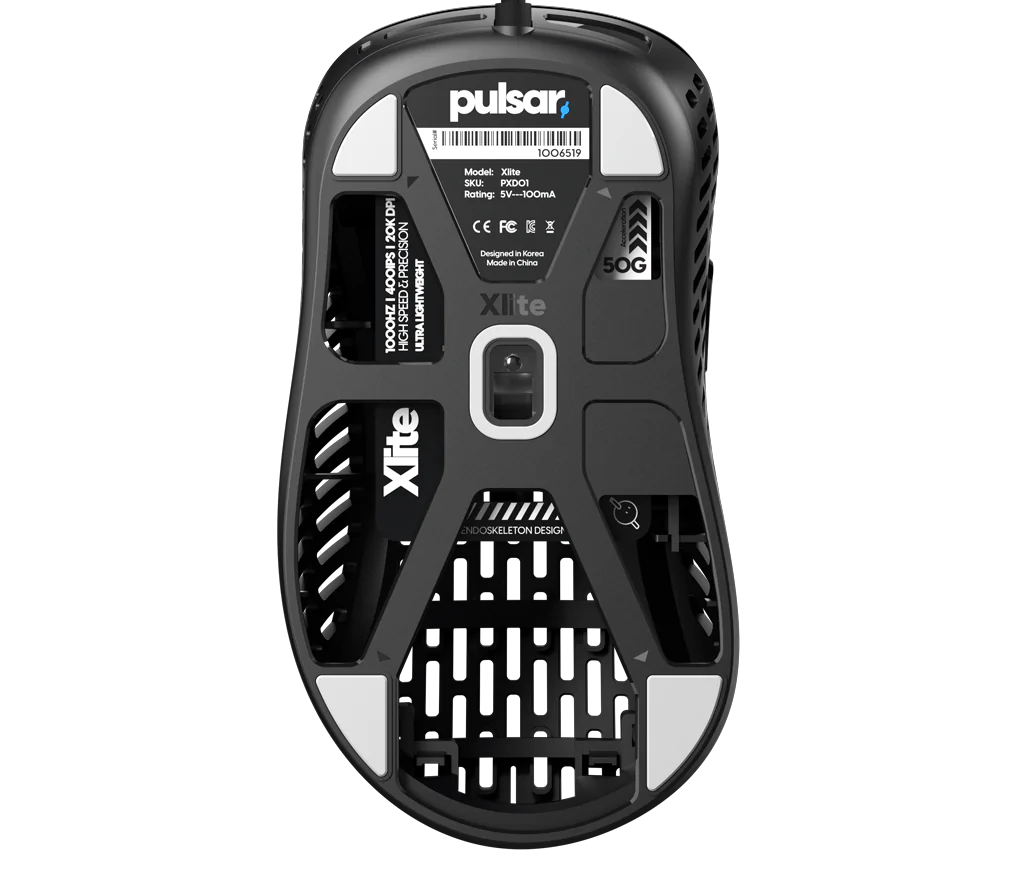 pulsar
Serial#
1006519
Model: Xlite
SKU: PXD01
Rating: 5V---100mA
CE FC
Designed in Korea
Made in China
Xlite
1000HZ | 400IPS | 20K DPI
HIGH SPEED & PRECISION
ULTRA LIGHTWEIGHT
Acceleration
50G
Xlite
ENDOSKELETON DESIGN